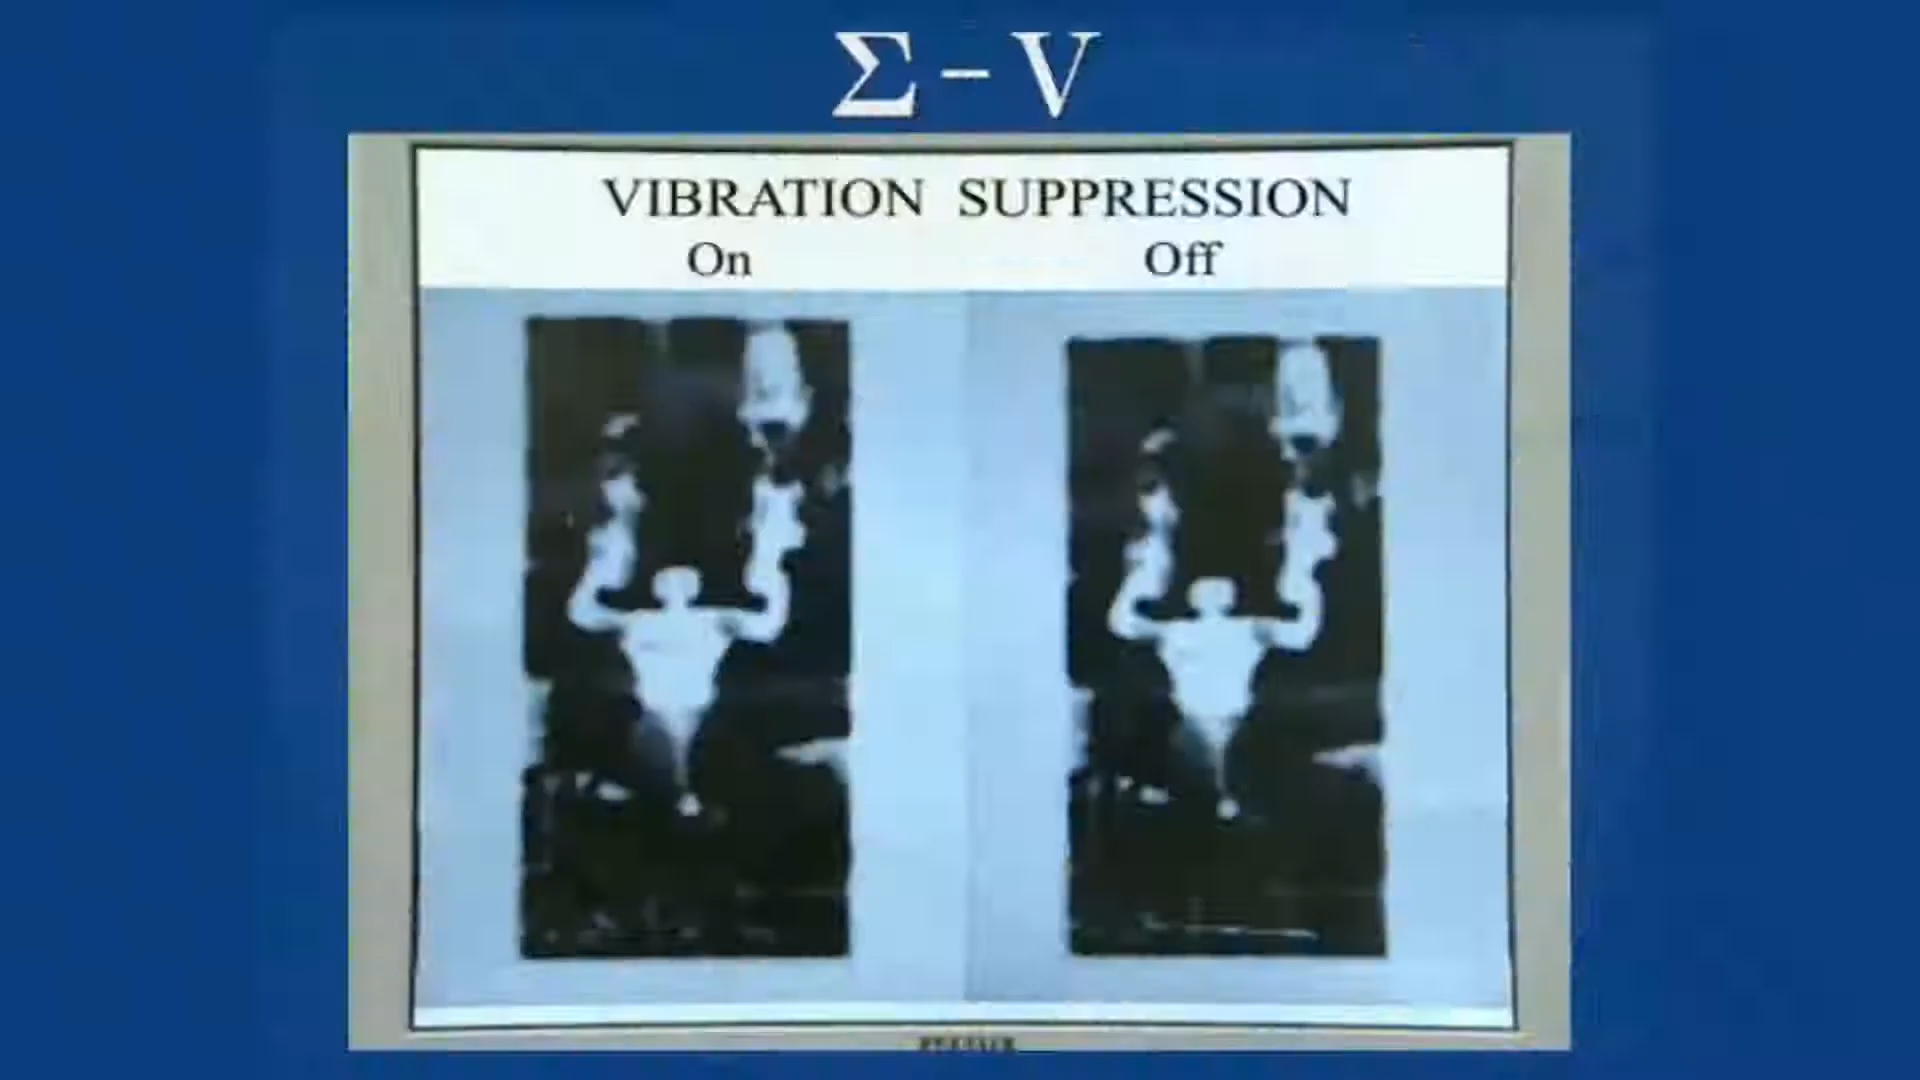 Σ – V
VIBRATION SUPPRESSION
On Off